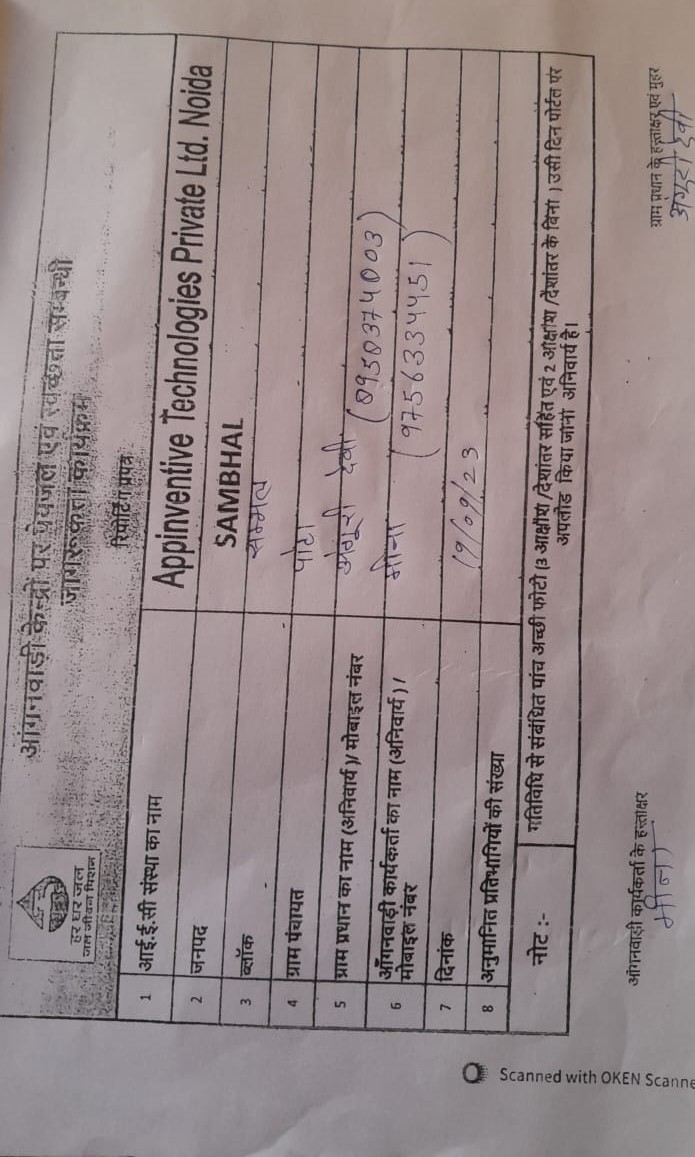 हर घर जल
जल जीवन मिशन
आंगनवाड़ी केन्द्रों पर पेयजल एवं स्वच्छता सम्बन्धी
जागरूकता कार्यक्रम
रिपोर्टिंग प्रपत्र
1 आई.ई.सी संस्था का नाम Appinventive Technologies Private Ltd. Noida
2 जनपद SAMBHAL
3 ब्लॉक सम्भल
4 ग्राम पंचायत पोटा
5 ग्राम प्रधान का नाम (अनिवार्य)/ मोबाइल नंबर अंगूरी देवी (0950374003)
6 आँगनवाड़ी कार्यकर्ता का नाम (अनिवार्य) / मीना
मोबाइल नंबर (9756334451)
7 दिनांक 19/09/23
8 अनुमानित प्रतिभागियों की संख्या
नोट :- गतिविधि से संबंधित पांच अच्छी फोटो (3 आक्षांश /देशांतर सहित एवं 2 आक्षांश /देशांतर के बिना ) उसी दिन पोर्टल पर
अपलोड किया जाना अनिवार्य है।
आंगनवाड़ी कार्यकर्ता के हस्ताक्षर
मीना
ग्राम प्रधान के हस्ताक्षर एवं मुहर
अंगूरी देवी
Scanned with OKEN Scanne